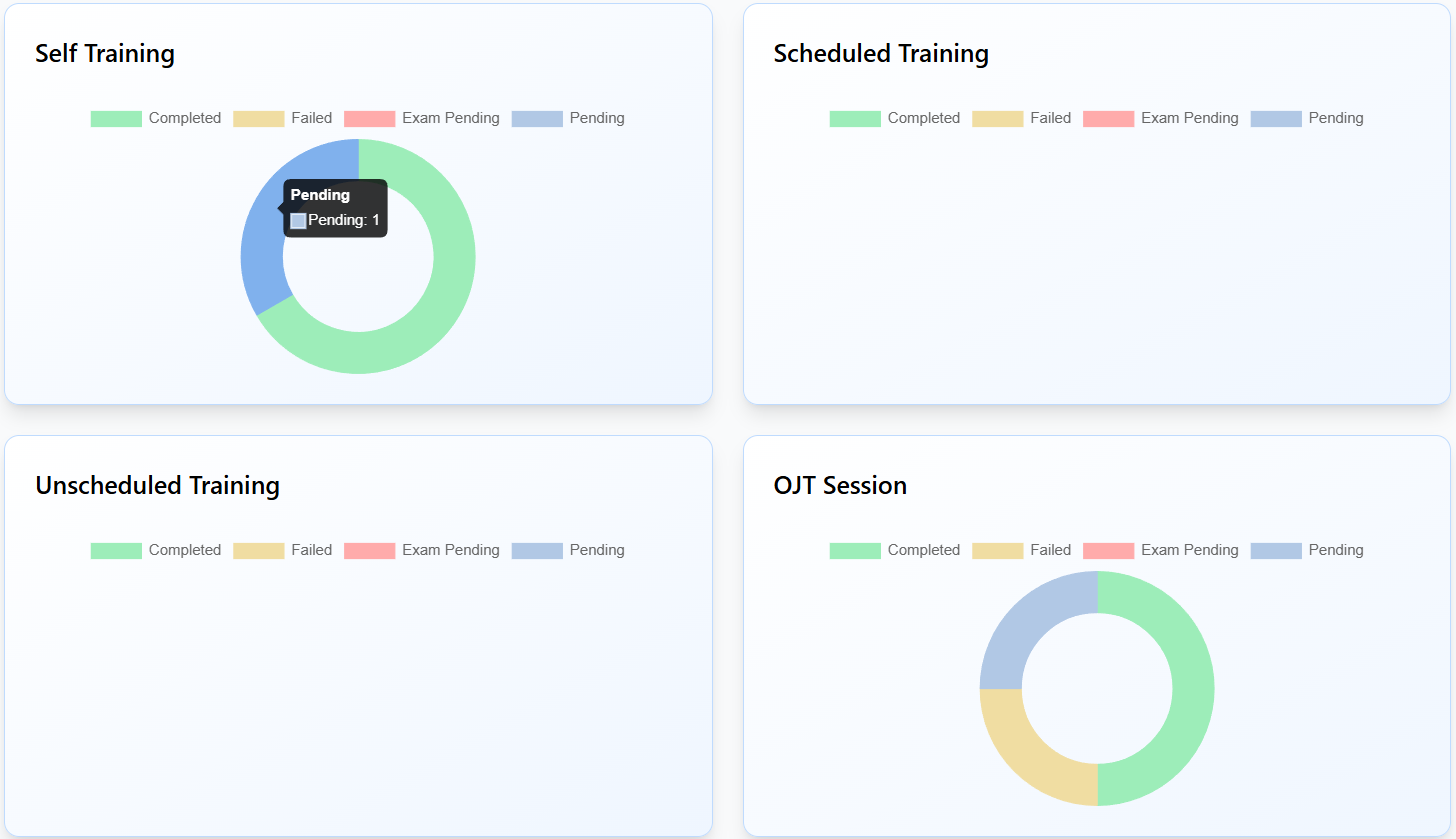 Self Training
Completed Failed Exam Pending Pending
Pending
Pending: 1
Scheduled Training
Completed Failed Exam Pending Pending
Unscheduled Training
Completed Failed Exam Pending Pending
OJT Session
Completed Failed Exam Pending Pending